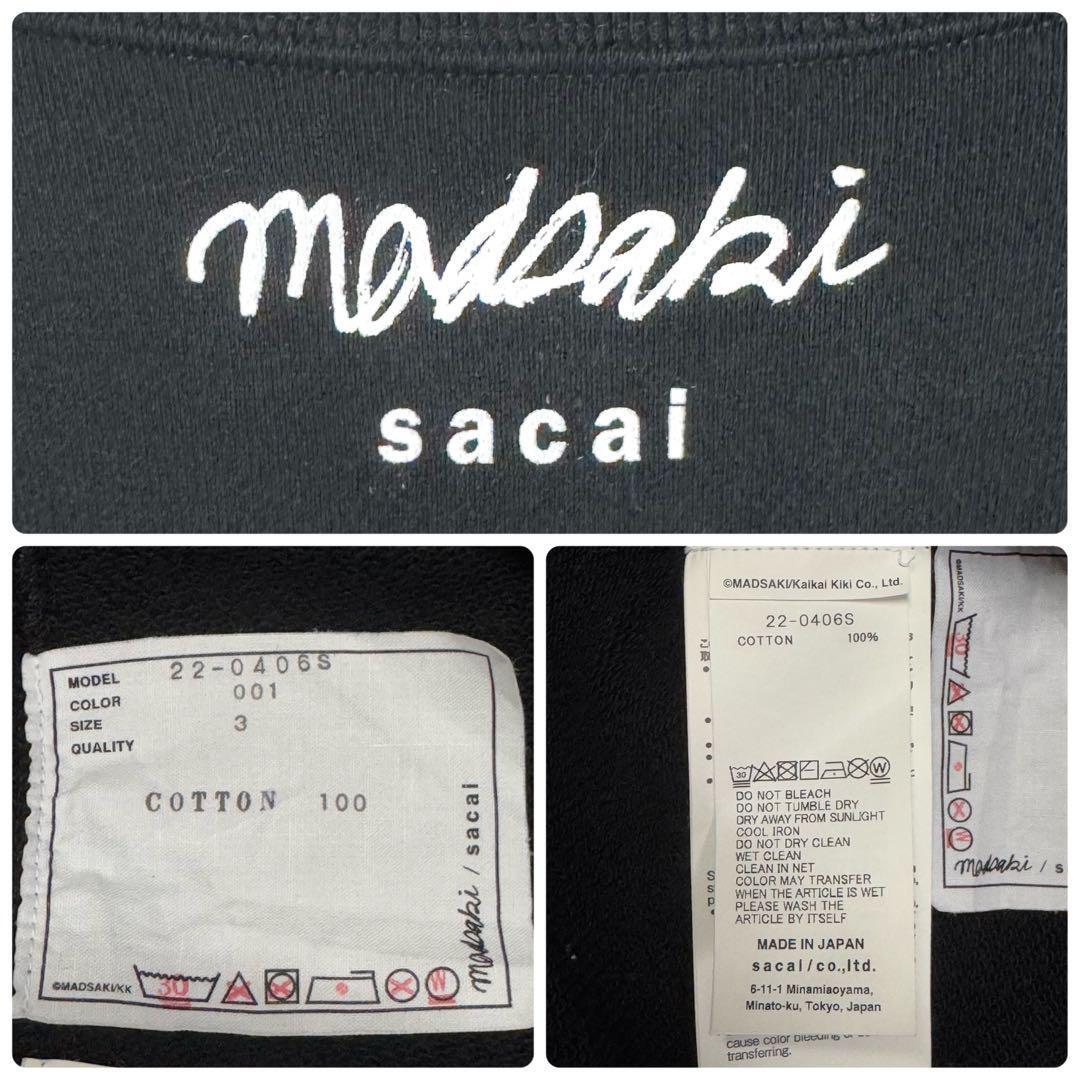 madsaki
sacai
MODEL 22-0406S
COLOR 001
SIZE 3
QUALITY
COTTON 100
madsaki / sacai
©MADSAKI/KK
30
W
©MADSAKI/Kaikai Kiki Co., Ltd.
22-0406S
COTTON 100%
30
W
DO NOT BLEACH
DO NOT TUMBLE DRY
DRY AWAY FROM SUNLIGHT
COOL IRON
DO NOT DRY CLEAN
WET CLEAN
CLEAN IN NET
COLOR MAY TRANSFER
WHEN THE ARTICLE IS WET
PLEASE WASH THE
ARTICLE BY ITSELF
MADE IN JAPAN
sacai/co.,ltd.
6-11-1 Minamiaoyama,
Minato-ku, Tokyo, Japan
cause color bleeding or
transferring.
©MADSAKI/KK
30
W
madsaki / s